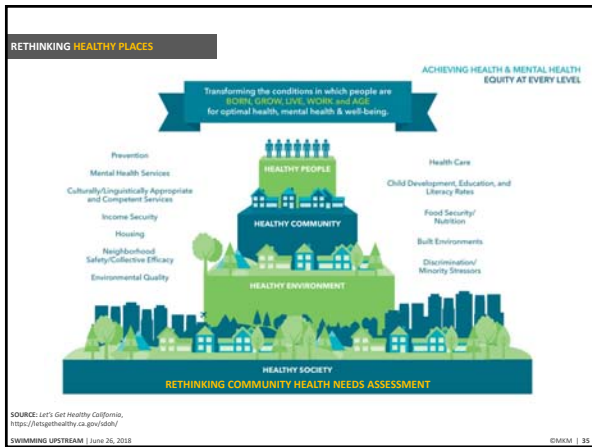 RETHINKING HEALTHY PLACES
ACHIEVING HEALTH & MENTAL HEALTH
EQUITY AT EVERY LEVEL
Transforming the conditions in which people are
BORN, GROW, LIVE, WORK and AGE
for optimal health, mental health & well-being.
Prevention
Mental Health Services
Culturally/Linguistically Appropriate
and Competent Services
Income Security
Housing
Neighborhood
Safety/Collective Efficacy
Environmental Quality
HEALTHY PEOPLE
HEALTHY COMMUNITY
HEALTHY ENVIRONMENT
Health Care
Child Development, Education, and
Literacy Rates
Food Security/
Nutrition
Built Environments
Discrimination/
Minority Stressors
HEALTHY SOCIETY
RETHINKING COMMUNITY HEALTH NEEDS ASSESSMENT
SOURCE: Let's Get Healthy California,
https://letsgethealthy.ca.gov/sdoh/
SWIMMING UPSTREAM | June 26, 2018
©MKM | 35